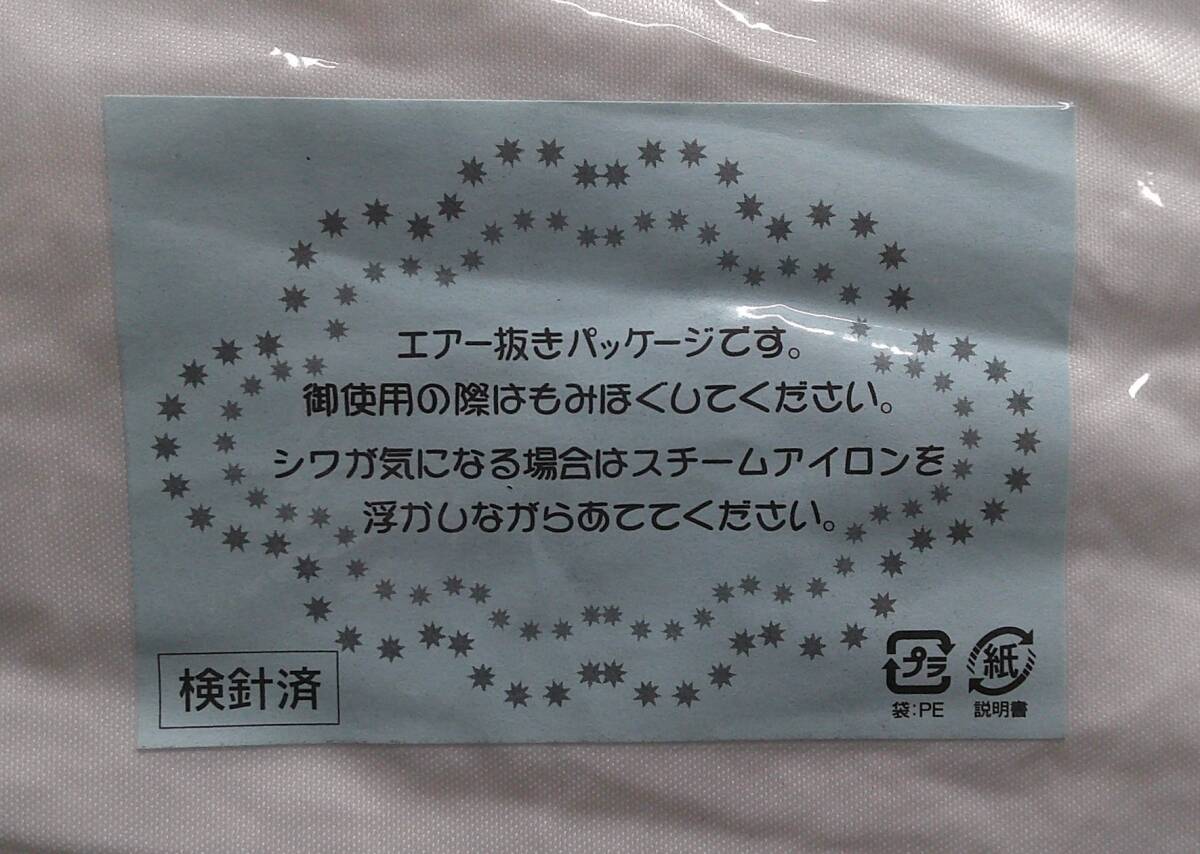 エアー抜きパッケージです。
御使用の際はもみほぐしてください。
シワが気になる場合はスチームアイロンを
浮かしながらあててください。
検針済
プラ
紙
袋:PE
説明書